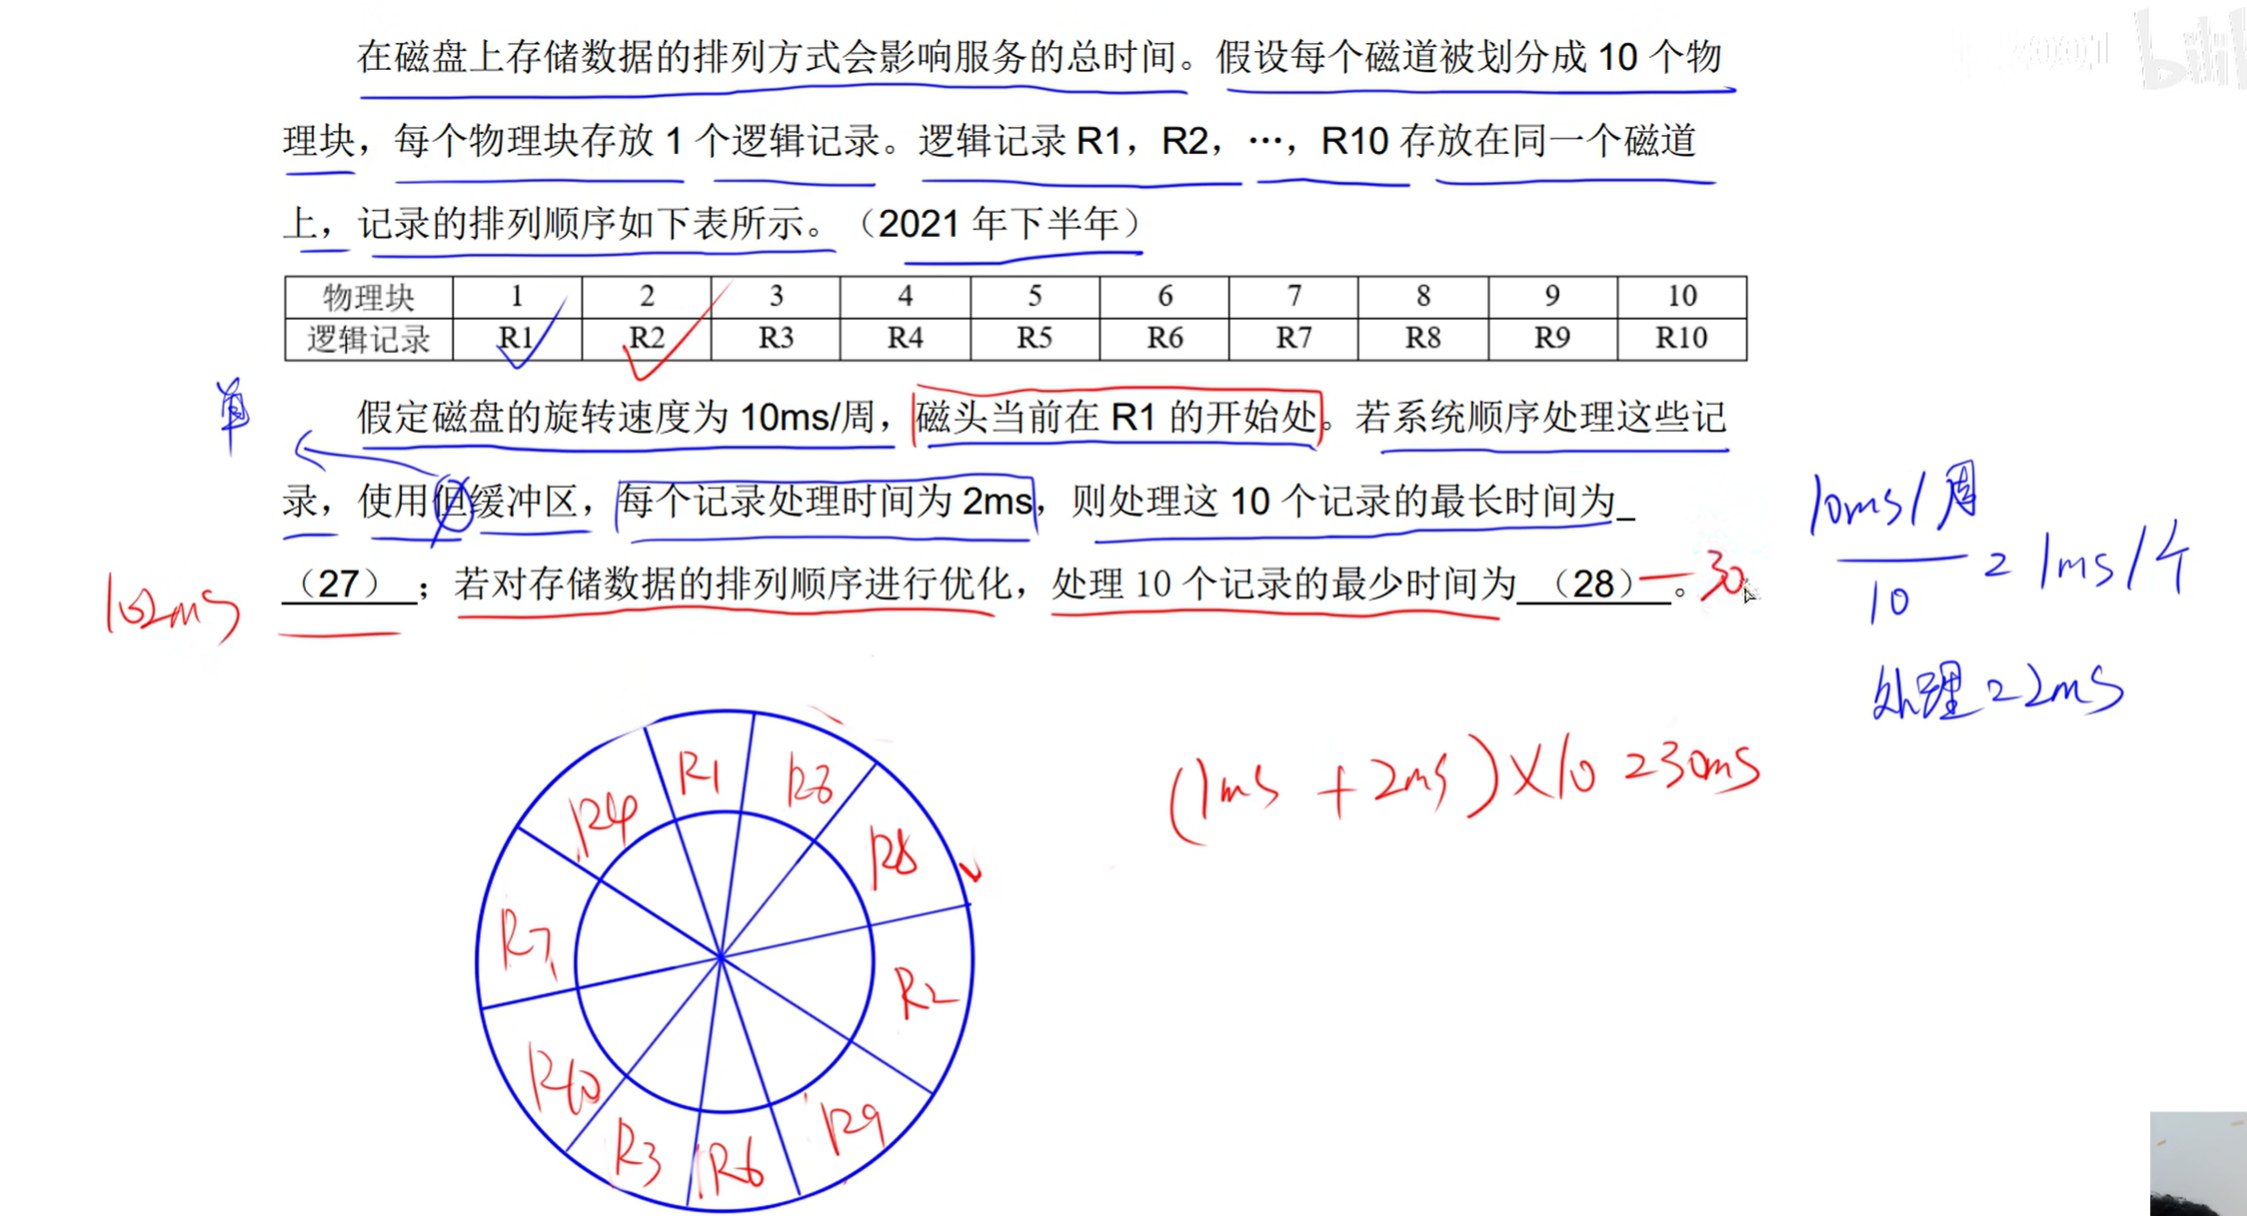 在磁盘上存储数据的排列方式会影响服务的总时间。假设每个磁道被划分成 10 个物
理块，每个物理块存放 1 个逻辑记录。逻辑记录 R1，R2，…，R10 存放在同一个磁道
上，记录的排列顺序如下表所示。（2021 年下半年）
物理块 1 2 3 4 5 6 7 8 9 10
逻辑记录 R1 R2 R3 R4 R5 R6 R7 R8 R9 R10
单
假定磁盘的旋转速度为 10ms/周，磁头当前在 R1 的开始处。若系统顺序处理这些记
录，使用但缓冲区，每个记录处理时间为 2ms，则处理这 10 个记录的最长时间为_
（27）；若对存储数据的排列顺序进行优化，处理 10 个记录的最少时间为（28）。
102ms
30
10ms/周
10
= 1ms/个
处理=2ms
(1ms + 2ms)×10=30ms
R1
R8
R2
R9
R6
R3
R10
R7
R4
bili